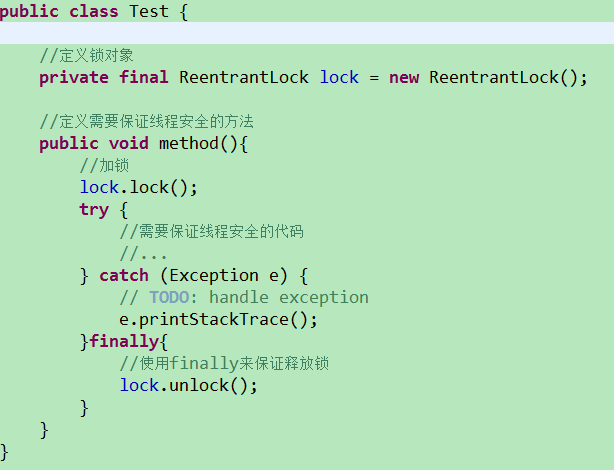 public class Test {
//定义锁对象
private final ReentrantLock lock = new ReentrantLock();
//定义需要保证线程安全的方法
public void method(){
//加锁
lock.lock();
try {
//需要保证线程安全的代码
//...
} catch (Exception e) {
// TODO: handle exception
e.printStackTrace();
}finally{
//使用finally来保证释放锁
lock.unlock();
}
}
}